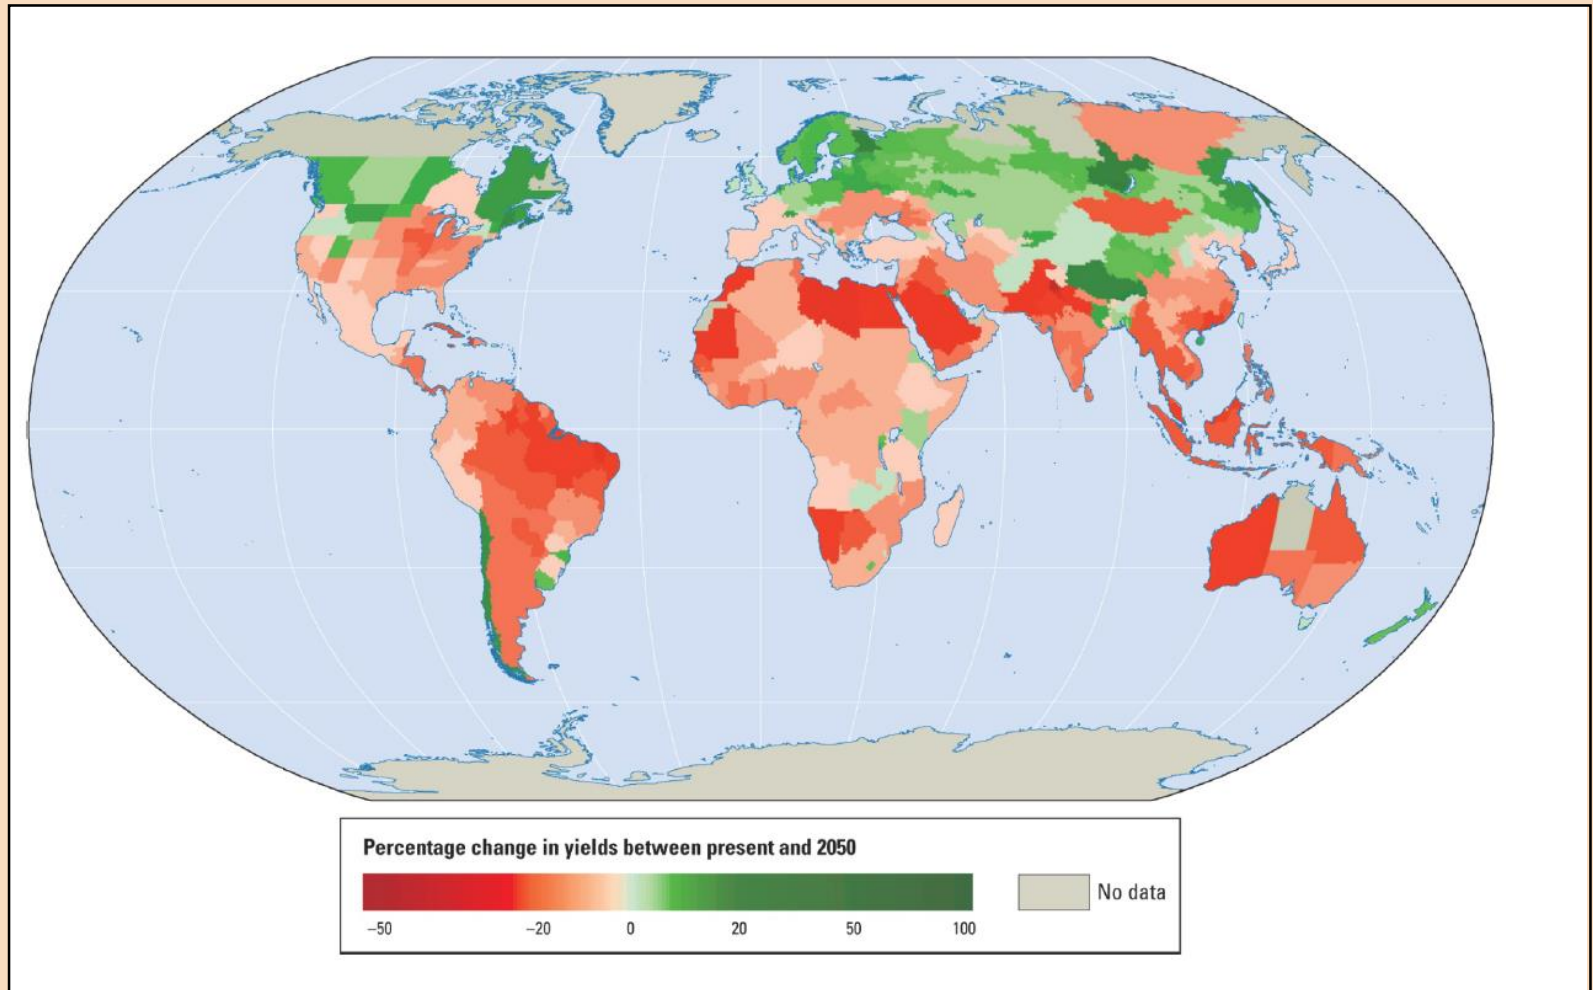 Percentage change in yields between present and 2050
No data
−50 −20 0 20 50 100